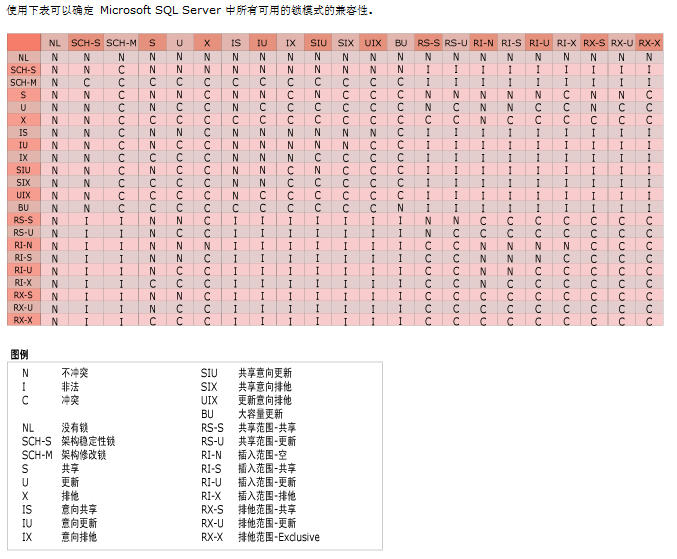 使用下表可以确定 Microsoft SQL Server 中所有可用的锁模式的兼容性。
NL SCH-S SCH-M S U X IS IU IX SIU SIX UIX BU RS-S RS-U RI-N RI-S RI-U RI-X RX-S RX-U RX-X
NL N N N N N N N N N N N N N N N N N N N N N N
SCH-S N N C N N N N N N N N N N I I I I I I I I I
SCH-M N C C C C C C C C C C C C I I I I I I I I I
S N N C N N C N N C N C C C N N N N N C N N C
U N N C N C C N C C C C C C N C N N C C N C C
X N N C C C C C C C C C C C C C N C C C C C C
IS N N C N N C N N N N N N C I I I I I I I I I
IU N N C N C C N N N N N C C I I I I I I I I I
IX N N C C C C N N N C C C C I I I I I I I I I
SIU N N C N C C N N C N C C C I I I I I I I I I
SIX N N C C C C N N C C C C C I I I I I I I I I
UIX N N C C C C N C C C C C C I I I I I I I I I
BU N N C C C C C C C C C C N I I I I I I I I I
RS-S N I I N N C I I I I I I I N N C C C C C C C
RS-U N I I N C C I I I I I I I N C C C C C C C C
RI-N N I I N N N I I I I I I I C C N N N N C C C
RI-S N I I N N C I I I I I I I C C N N N C C C C
RI-U N I I N C C I I I I I I I C C N N C C C C C
RI-X N I I C C C I I I I I I I C C N C C C C C C
RX-S N I I N N C I I I I I I I C C C C C C C C C
RX-U N I I N C C I I I I I I I C C C C C C C C C
RX-X N I I C C C I I I I I I I C C C C C C C C C
图例
N 不冲突
I 非法
C 冲突
NL 没有锁
SCH-S 架构稳定性锁
SCH-M 架构修改锁
S 共享
U 更新
X 排他
IS 意向共享
IU 意向更新
IX 意向排他
SIU 共享意向更新
SIX 共享意向排他
UIX 更新意向排他
BU 大容量更新
RS-S 共享范围-共享
RS-U 共享范围-更新
RI-N 插入范围-空
RI-S 插入范围-共享
RI-U 插入范围-更新
RI-X 插入范围-排他
RX-S 排他范围-共享
RX-U 排他范围-更新
RX-X 排他范围-Exclusive